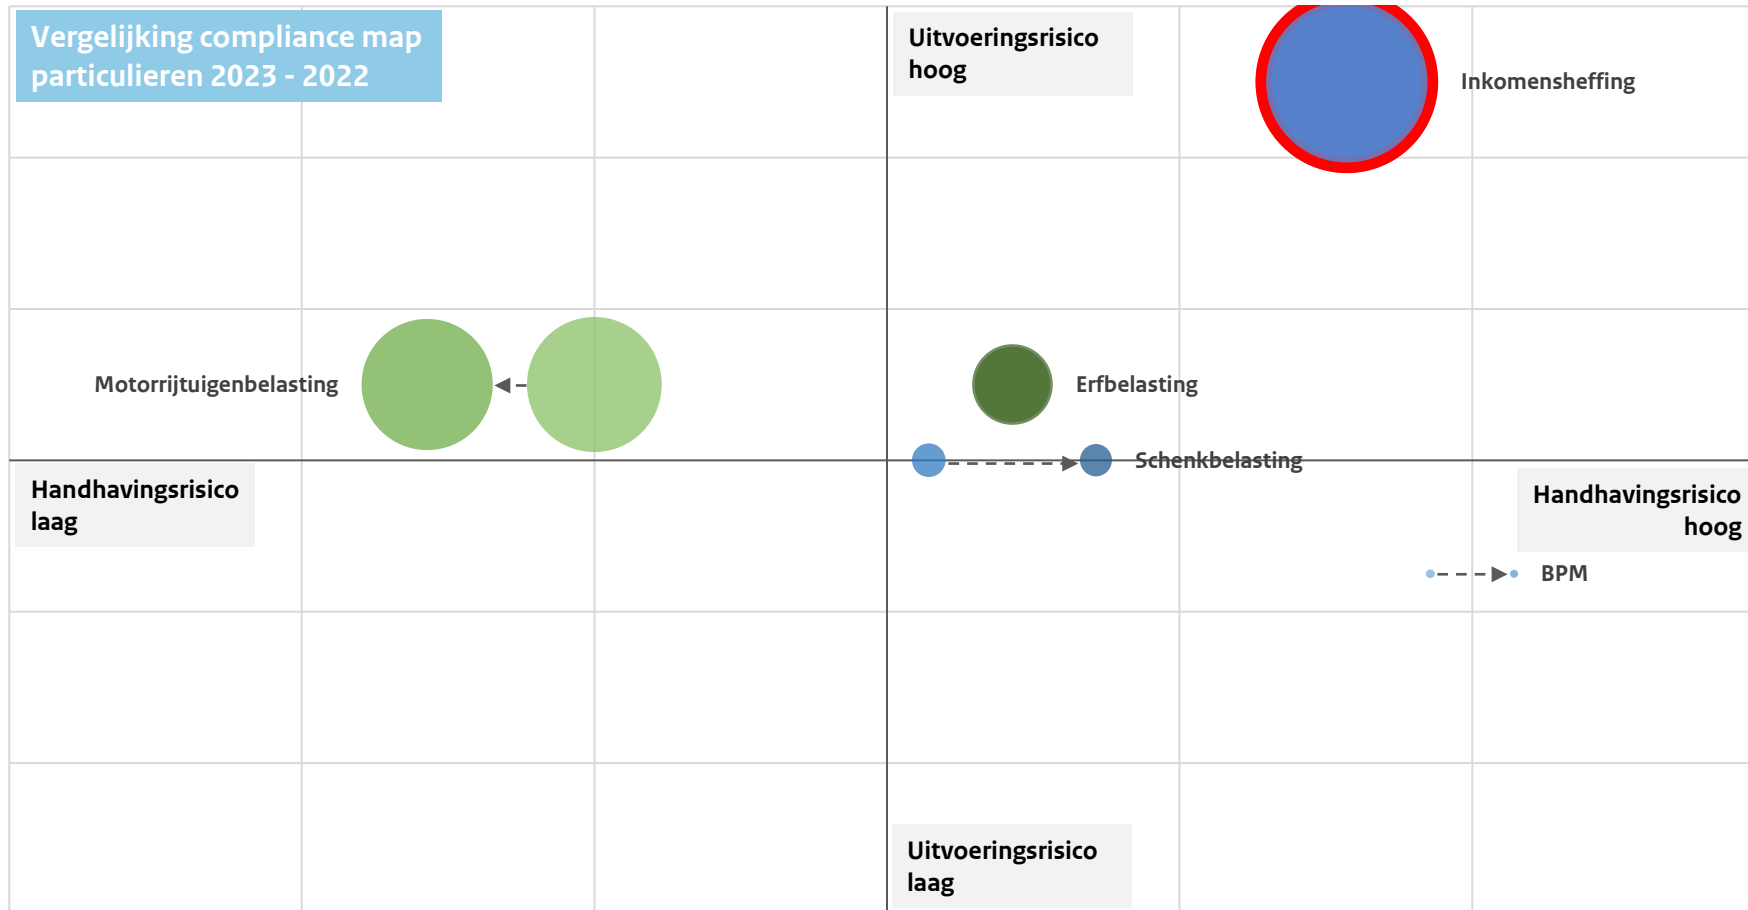 Vergelijking compliance map
particulieren 2023 - 2022
Uitvoeringsrisico
hoog
Inkomensheffing
Motorrijtuigenbelasting
Erfbelasting
Schenkbelasting
Handhavingsrisico
laag
Handhavingsrisico
hoog
BPM
Uitvoeringsrisico
laag